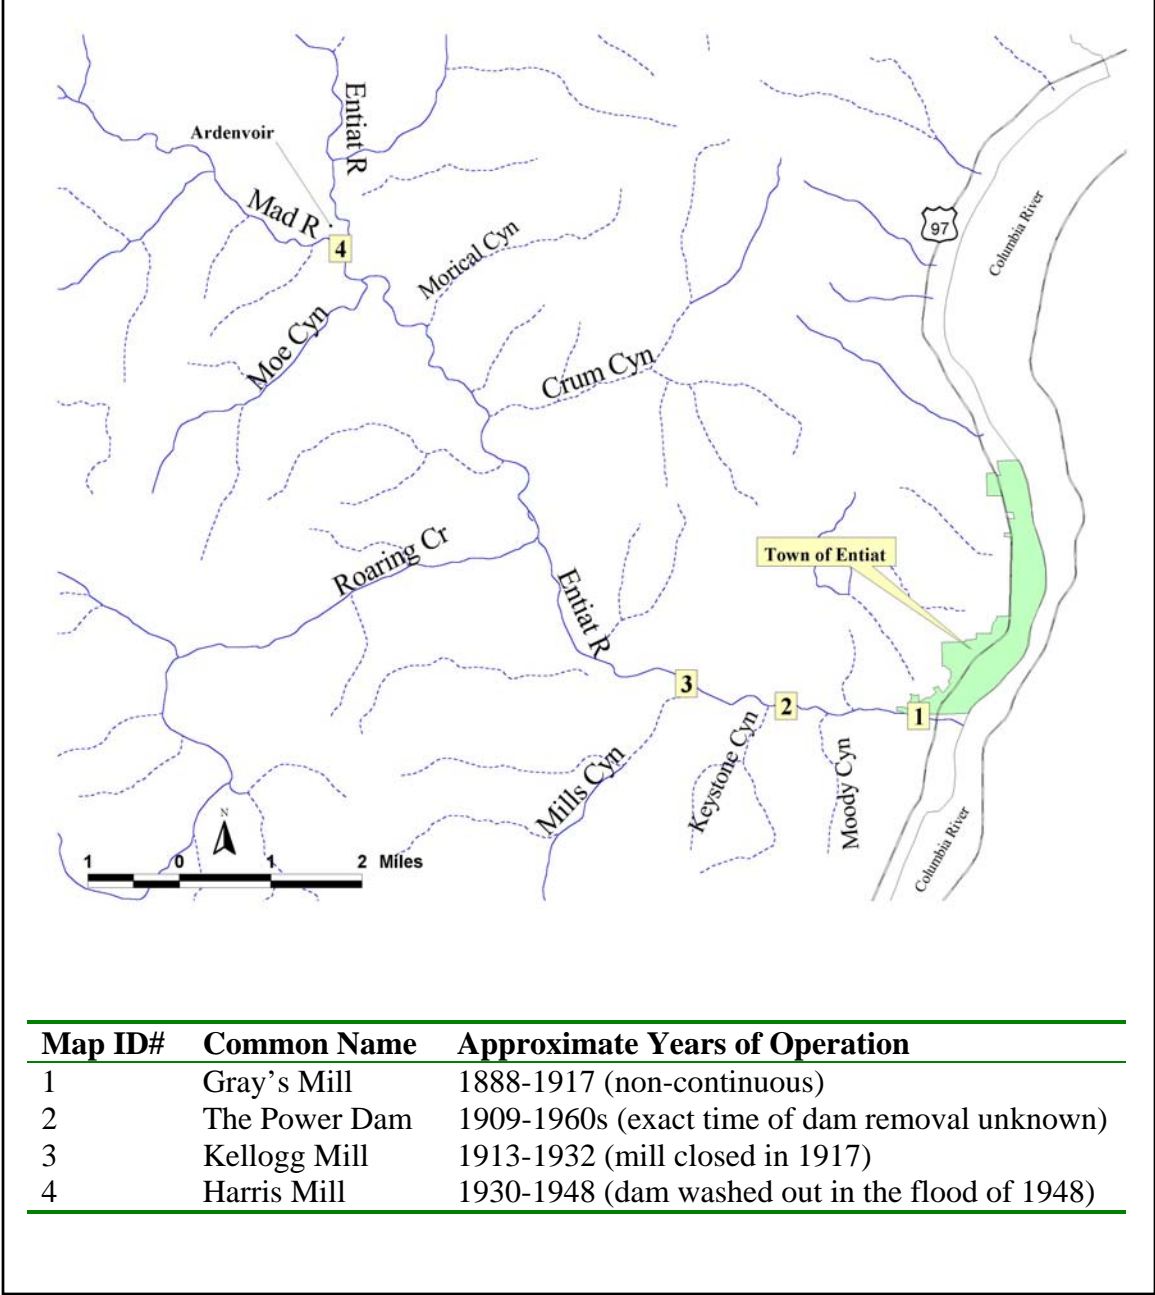 Entiat R
Ardenvoir
Mad R
4
Morical Cyn
97
Columbia River
Moe Cyn
Crum Cyn
Roaring Cr
Town of Entiat
Entiat R
3
2
1
Keystone Cyn
Moody Cyn
Mills Cyn
Columbia River
N
1 0 1 2 Miles
Map ID# Common Name Approximate Years of Operation
1 Gray’s Mill 1888-1917 (non-continuous)
2 The Power Dam 1909-1960s (exact time of dam removal unknown)
3 Kellogg Mill 1913-1932 (mill closed in 1917)
4 Harris Mill 1930-1948 (dam washed out in the flood of 1948)